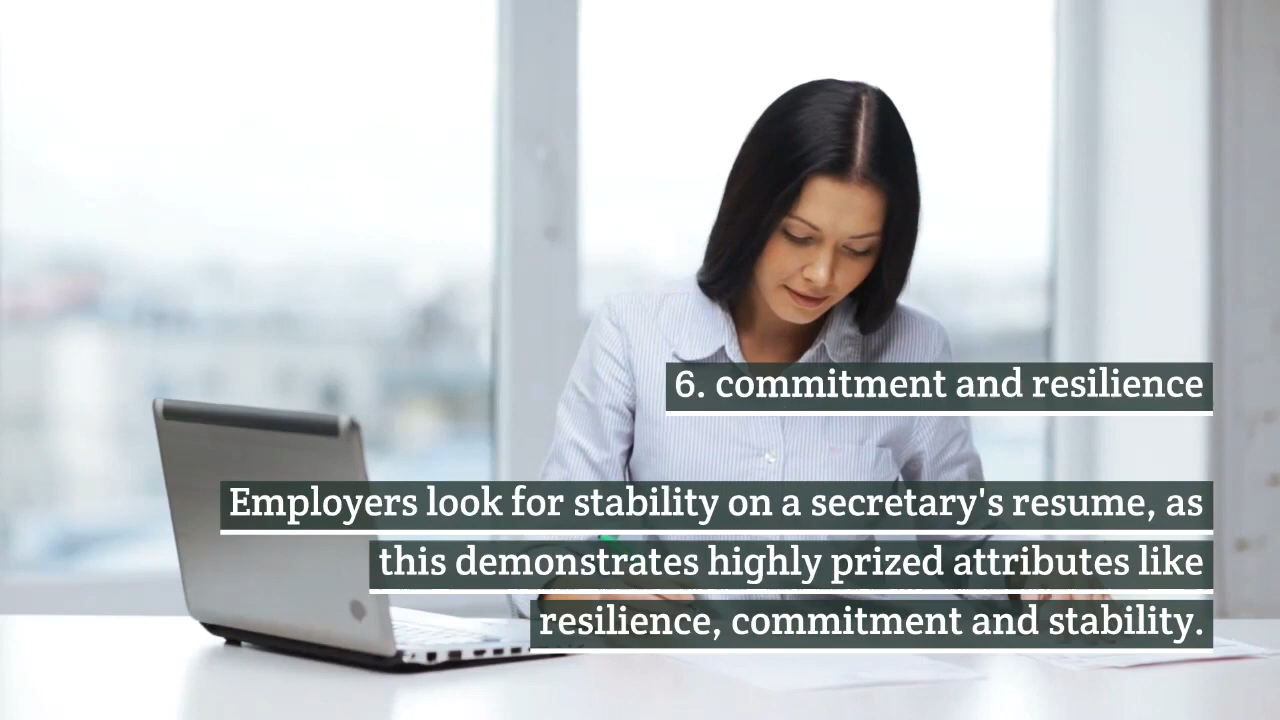 6. commitment and resilience
Employers look for stability on a secretary's resume, as
this demonstrates highly prized attributes like
resilience, commitment and stability.